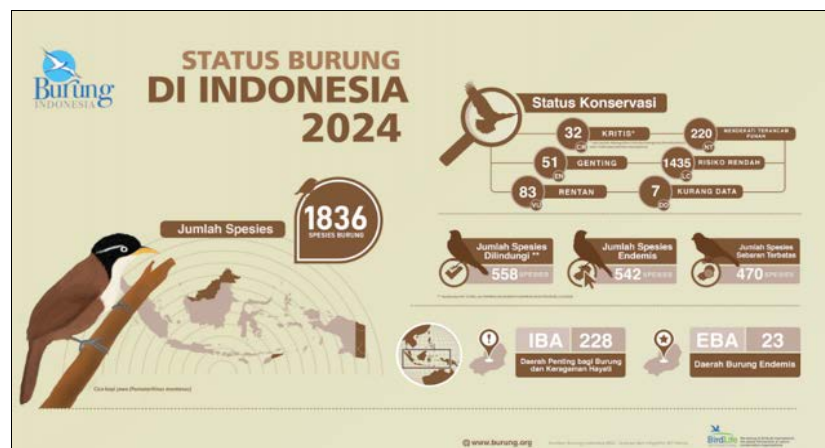 Burung
INDONESIA
STATUS BURUNG
DI INDONESIA
2024
Jumlah Spesies
1836
SPESIES BURUNG
Status Konservasi
32
CR
KRITIS*
220
NT
MENDEKATI TERANCAM
PUNAH
51
EN
GENTING
1435
LC
RISIKO RENDAH
83
VU
RENTAN
7
DD
KURANG DATA
Jumlah Spesies
Dilindungi **
558 SPESIES
Jumlah Spesies
Endemis
542 SPESIES
Jumlah Spesies
Sebaran Terbatas
470 SPESIES
IBA 228
Daerah Penting bagi Burung
dan Keragaman Hayati
EBA 23
Daerah Burung Endemis
www.burung.org
BirdLife